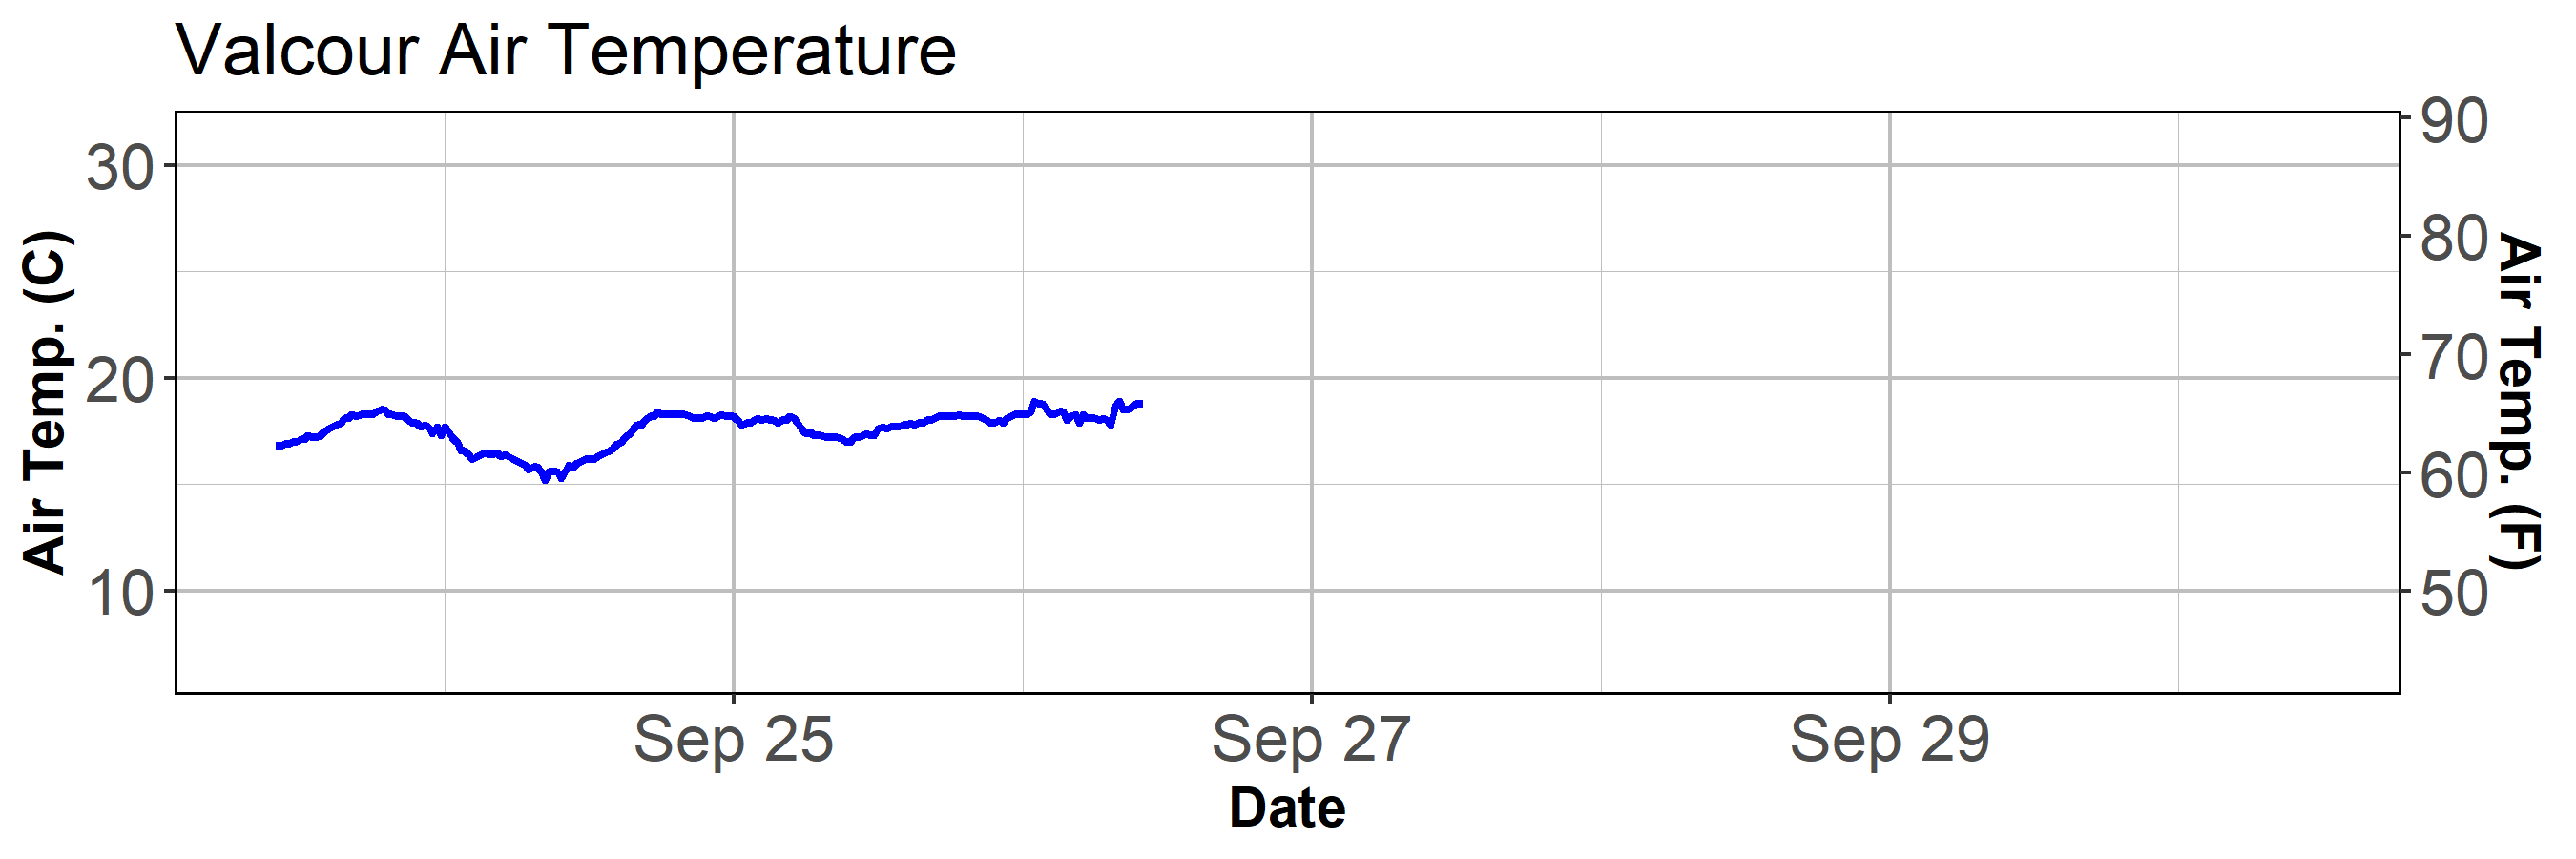 Valcour Air Temperature
30
20
10
Air Temp. (C)
90
80
70
60
50
Air Temp. (F)
Sep 25
Sep 27
Sep 29
Date